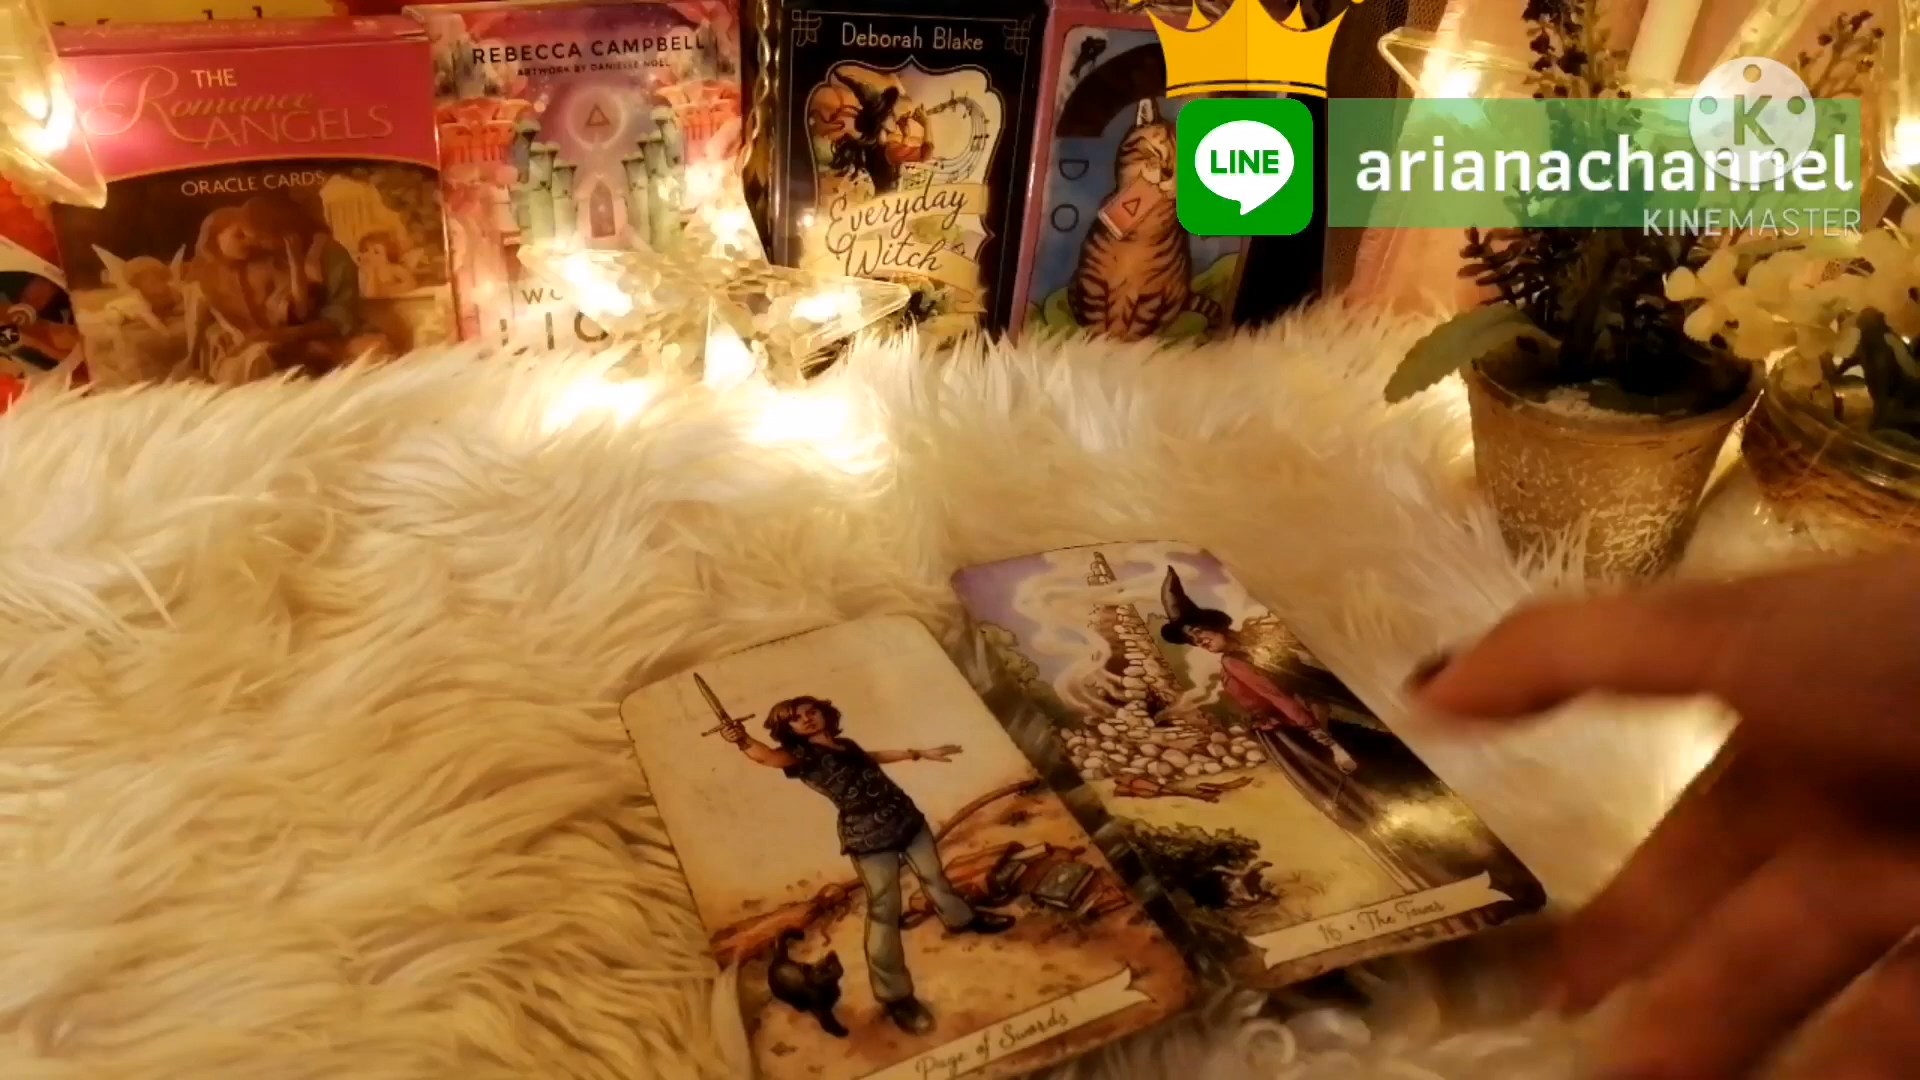 THE
Romance
ANGELS
ORACLE CARDS
REBECCA CAMPBELL
ARTWORK BY DANIELLE NOEL
Deborah Blake
Everyday
Witch
LINE
arianachannel
K
KINEMASTER
16 • The Tower
Page of Swords